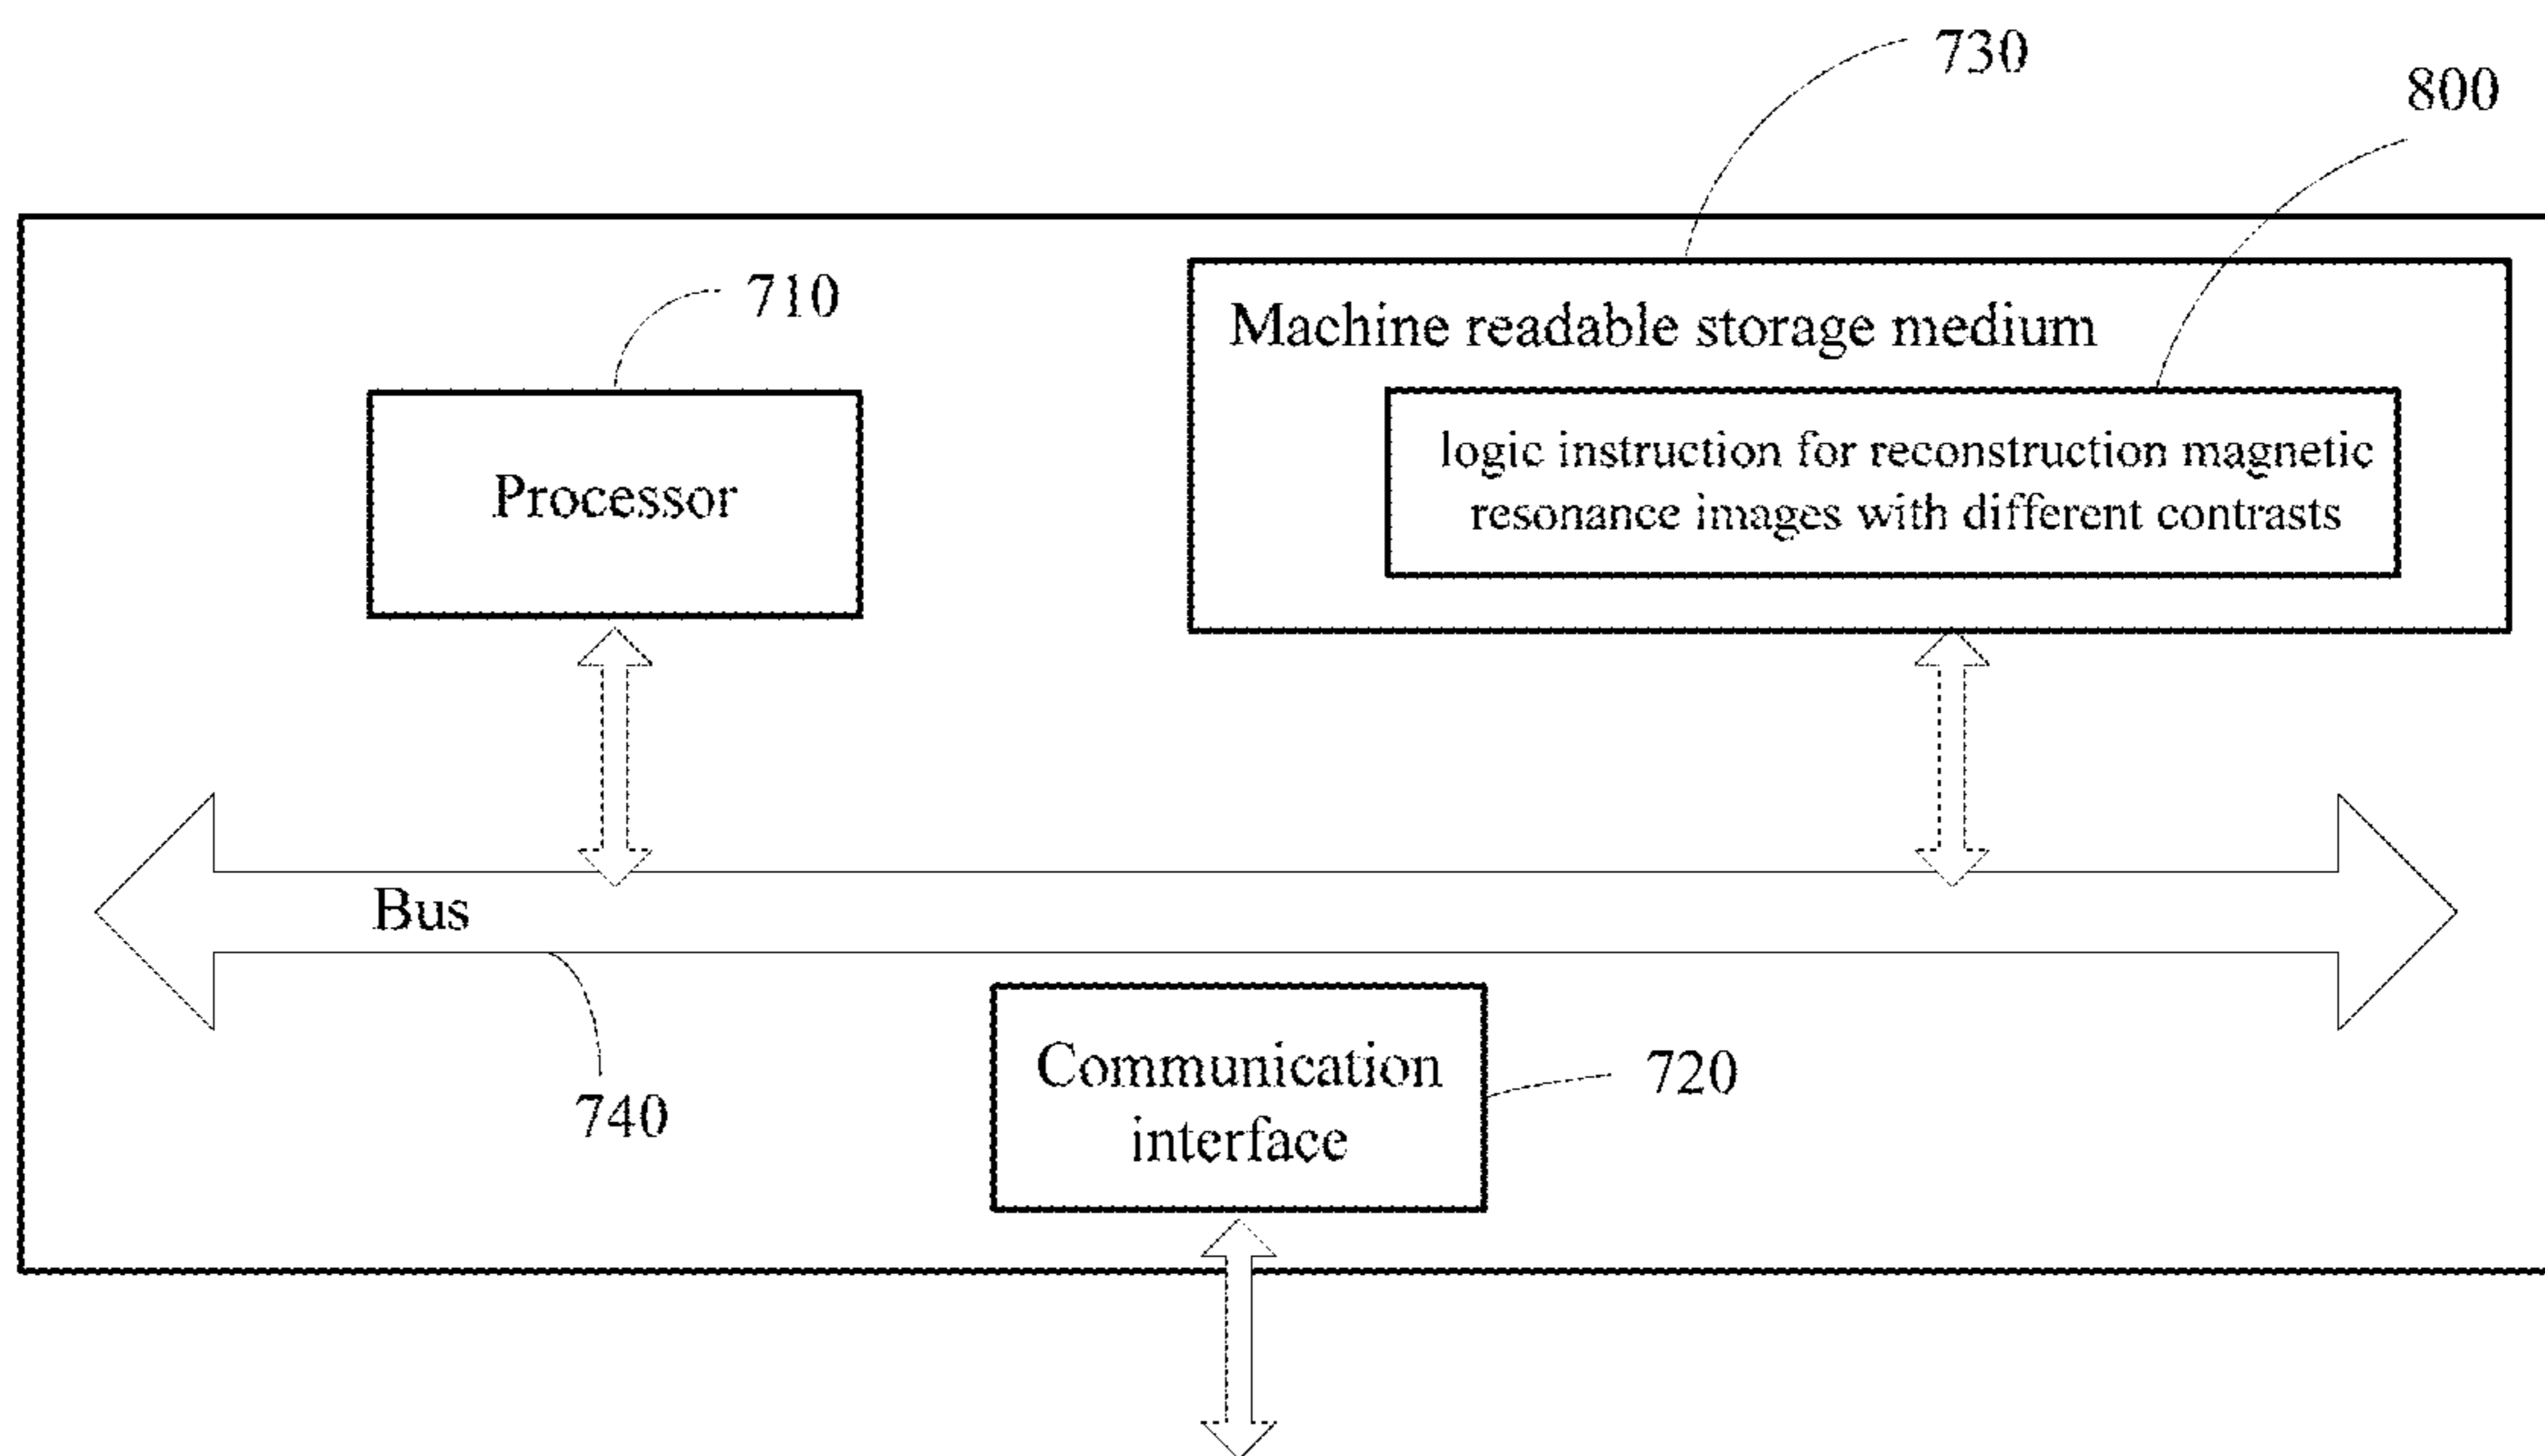 730
800
710
Machine readable storage medium
logic instruction for reconstruction magnetic
resonance images with different contrasts
Processor
Bus
740
Communication
interface
720